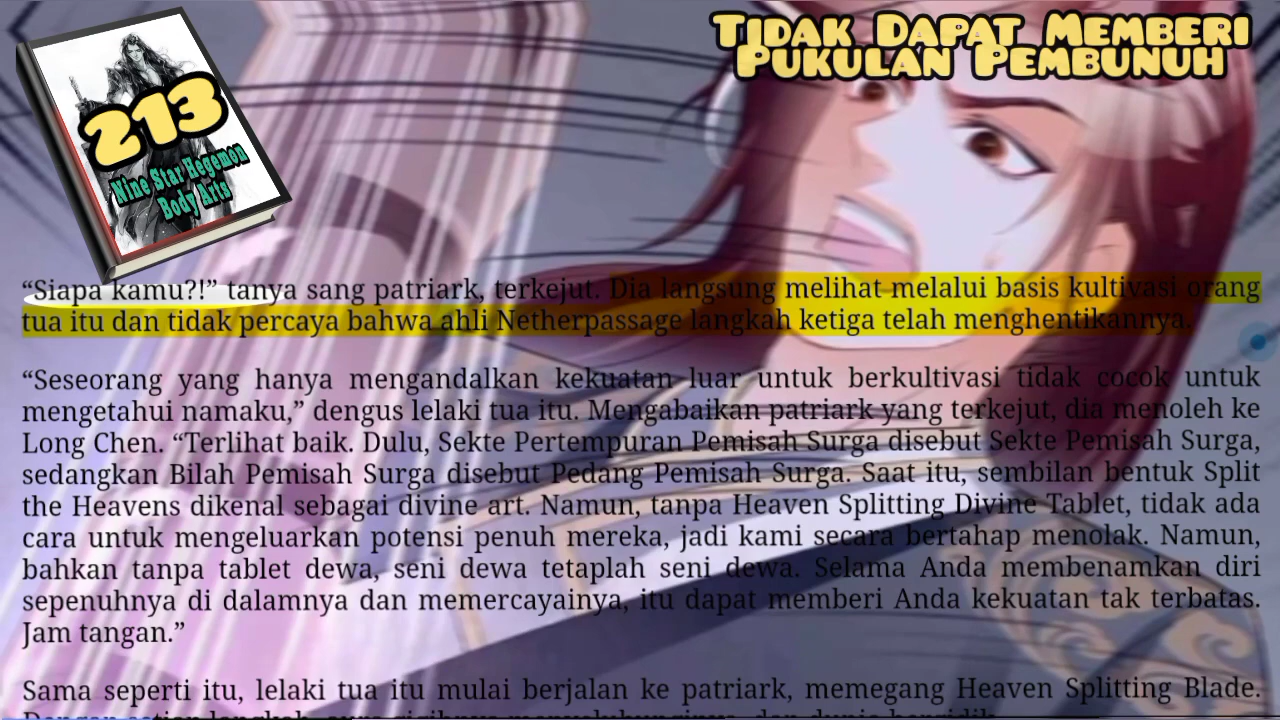 Tidak Dapat Memberi
Pukulan Pembunuh
213
Nine Star Hegemon
Body Arts
“Siapa kamu?!” tanya sang patriark, terkejut. Dia langsung melihat melalui basis kultivasi orang
tua itu dan tidak percaya bahwa ahli Netherpassage langkah ketiga telah menghentikannya.
“Seseorang yang hanya mengandalkan kekuatan luar untuk berkultivasi tidak cocok untuk
mengetahui namaku,” dengus lelaki tua itu. Mengabaikan patriark yang terkejut, dia menoleh ke
Long Chen. “Terlihat baik. Dulu, Sekte Pertempuran Pemisah Surga disebut Sekte Pemisah Surga,
sedangkan Bilah Pemisah Surga disebut Pedang Pemisah Surga. Saat itu, sembilan bentuk Split
the Heavens dikenal sebagai divine art. Namun, tanpa Heaven Splitting Divine Tablet, tidak ada
cara untuk mengeluarkan potensi penuh mereka, jadi kami secara bertahap menolak. Namun,
bahkan tanpa tablet dewa, seni dewa tetaplah seni dewa. Selama Anda membenamkan diri
sepenuhnya di dalamnya dan memercayainya, itu dapat memberi Anda kekuatan tak terbatas.
Jam tangan.”
Sama seperti itu, lelaki tua itu mulai berjalan ke patriark, memegang Heaven Splitting Blade.